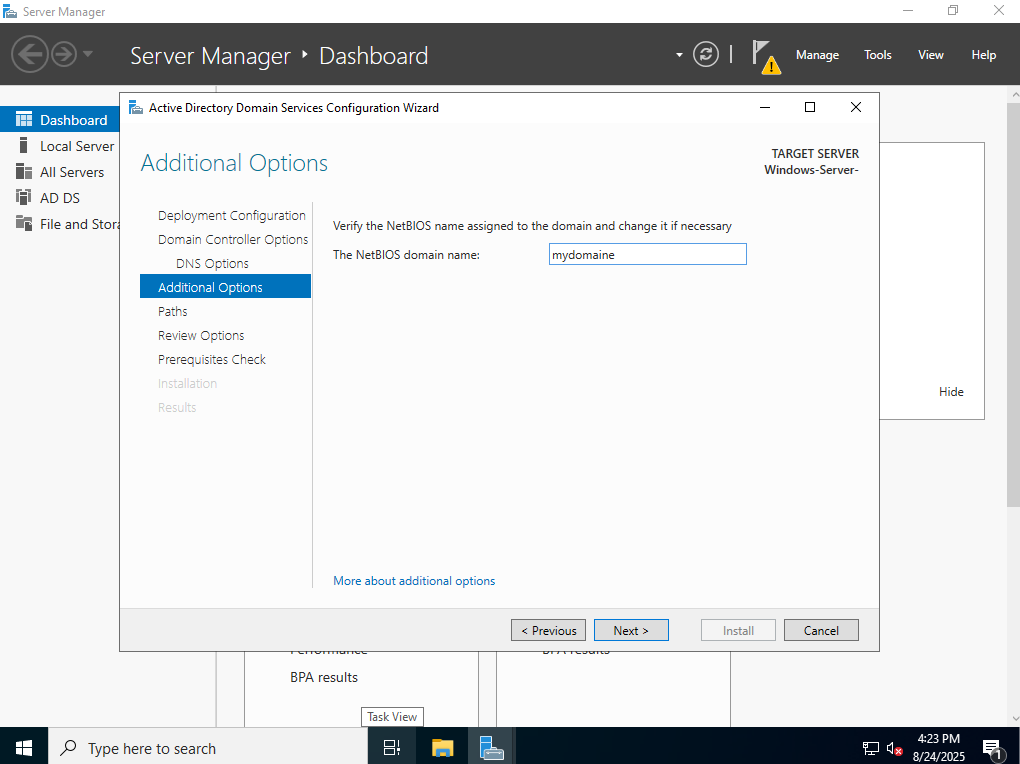 Server Manager
Server Manager ‣ Dashboard
Manage Tools View Help
Dashboard
Local Server
All Servers
AD DS
File and Stora
Active Directory Domain Services Configuration Wizard
Additional Options
TARGET SERVER
Windows-Server-
Deployment Configuration
Domain Controller Options
DNS Options
Additional Options
Paths
Review Options
Prerequisites Check
Installation
Results
Verify the NetBIOS name assigned to the domain and change it if necessary
The NetBIOS domain name: mydomaine
More about additional options
< Previous Next > Install Cancel
Hide
Performance
BPA results
BPA results
Task View
Type here to search
4:23 PM
8/24/2025
1